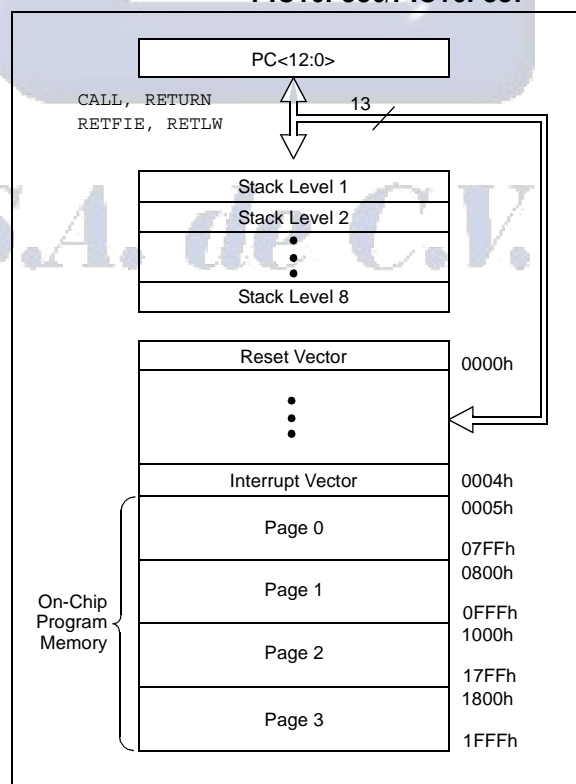 PC<12:0>
CALL, RETURN
RETFIE, RETLW
13
Stack Level 1
Stack Level 2
Stack Level 8
Reset Vector
0000h
Interrupt Vector
0004h
0005h
Page 0
07FFh
0800h
Page 1
0FFFh
1000h
On-Chip
Program
Memory
Page 2
17FFh
1800h
Page 3
1FFFh
S.A. de C.V.